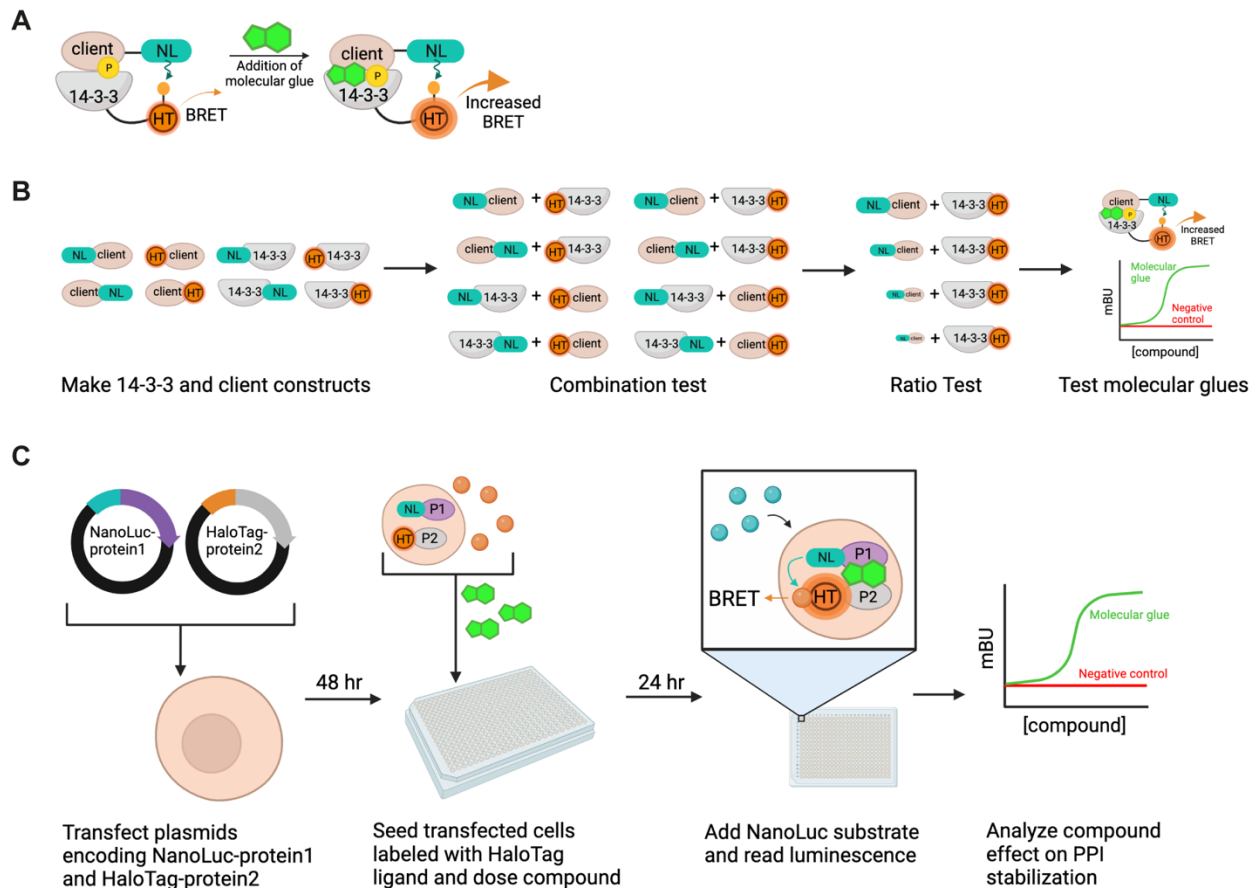 A
client
NL
P
14-3-3
HT
BRET
Addition of
molecular glue
client
NL
P
14-3-3
HT
Increased
BRET
B
NL client
HT client
NL 14-3-3
HT 14-3-3
client NL
client HT
14-3-3 NL
14-3-3 HT
Make 14-3-3 and client constructs
NL client + HT 14-3-3
NL client + 14-3-3 HT
client NL + HT 14-3-3
client NL + 14-3-3 HT
NL 14-3-3 + HT client
NL 14-3-3 + client HT
14-3-3 NL + HT client
14-3-3 NL + client HT
Combination test
NL client + 14-3-3 HT
NL client + 14-3-3 HT
NL client + 14-3-3 HT
NL client + 14-3-3 HT
Ratio Test
client
NL
P
14-3-3
HT
Increased
BRET
Molecular
glue
Negative
control
mBU
[compound]
Test molecular glues
C
NanoLuc-
protein1
HaloTag-
protein2
Transfect plasmids
encoding NanoLuc-protein1
and HaloTag-protein2
48 hr
NL P1
HT P2
Seed transfected cells
labeled with HaloTag
ligand and dose compound
24 hr
NL
P1
HT
P2
BRET
Add NanoLuc substrate
and read luminescence
mBU
Molecular glue
Negative control
[compound]
Analyze compound
effect on PPI
stabilization